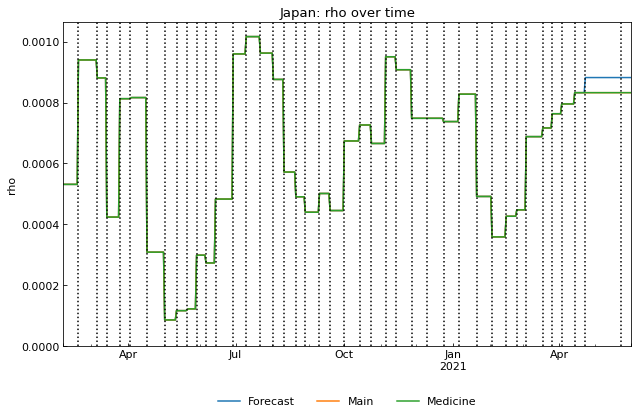 Japan: rho over time
0.0010
0.0008
0.0006
0.0004
0.0002
0.0000
rho
Apr Jul Oct Jan Apr
2021
Forecast Main Medicine